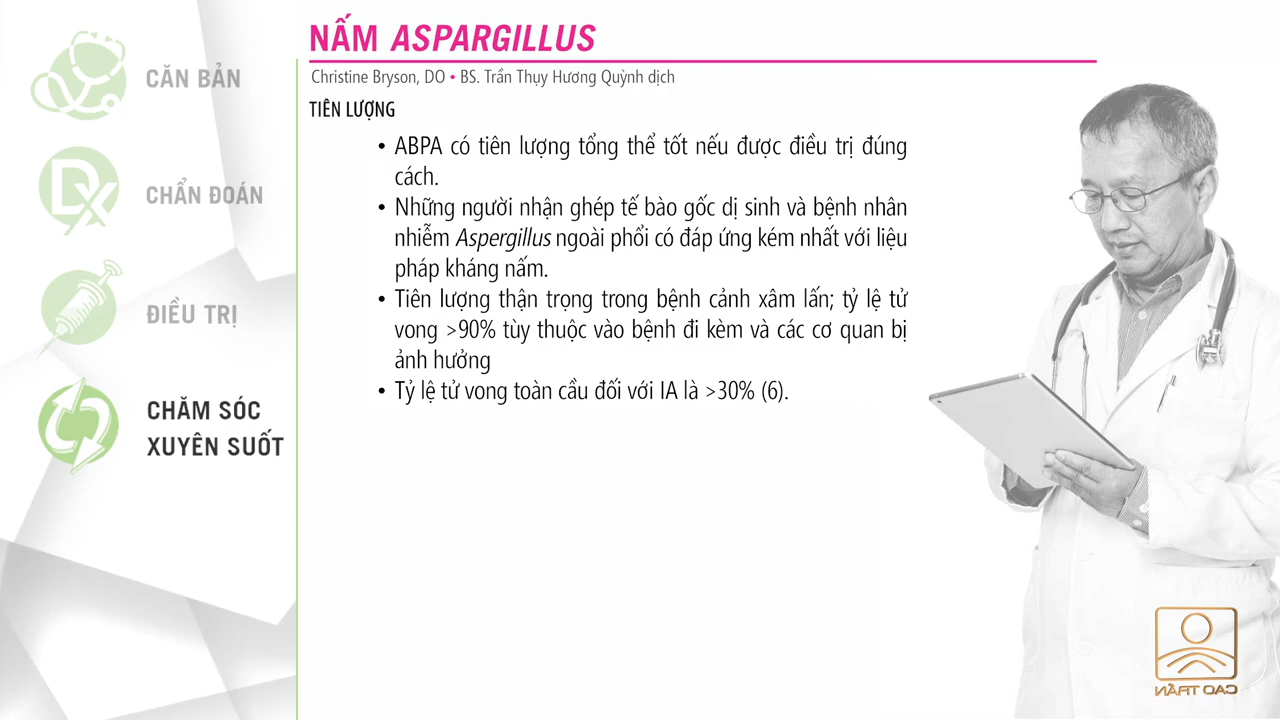 NẤM ASPARGILLUS
Christine Bryson, DO • BS. Trần Thụy Hương Quỳnh dịch
TIÊN LƯỢNG
• ABPA có tiên lượng tổng thể tốt nếu được điều trị đúng
cách.
• Những người nhận ghép tế bào gốc dị sinh và bệnh nhân
nhiễm Aspergillus ngoài phổi có đáp ứng kém nhất với liệu
pháp kháng nấm.
• Tiên lượng thận trọng trong bệnh cảnh xâm lấn; tỷ lệ tử
vong >90% tùy thuộc vào bệnh đi kèm và các cơ quan bị
ảnh hưởng
• Tỷ lệ tử vong toàn cầu đối với IA là >30% (6).
CĂN BẢN
Dx
CHẨN ĐOÁN
ĐIỀU TRỊ
CHĂM SÓC
XUYÊN SUỐT
CAO TRẦN